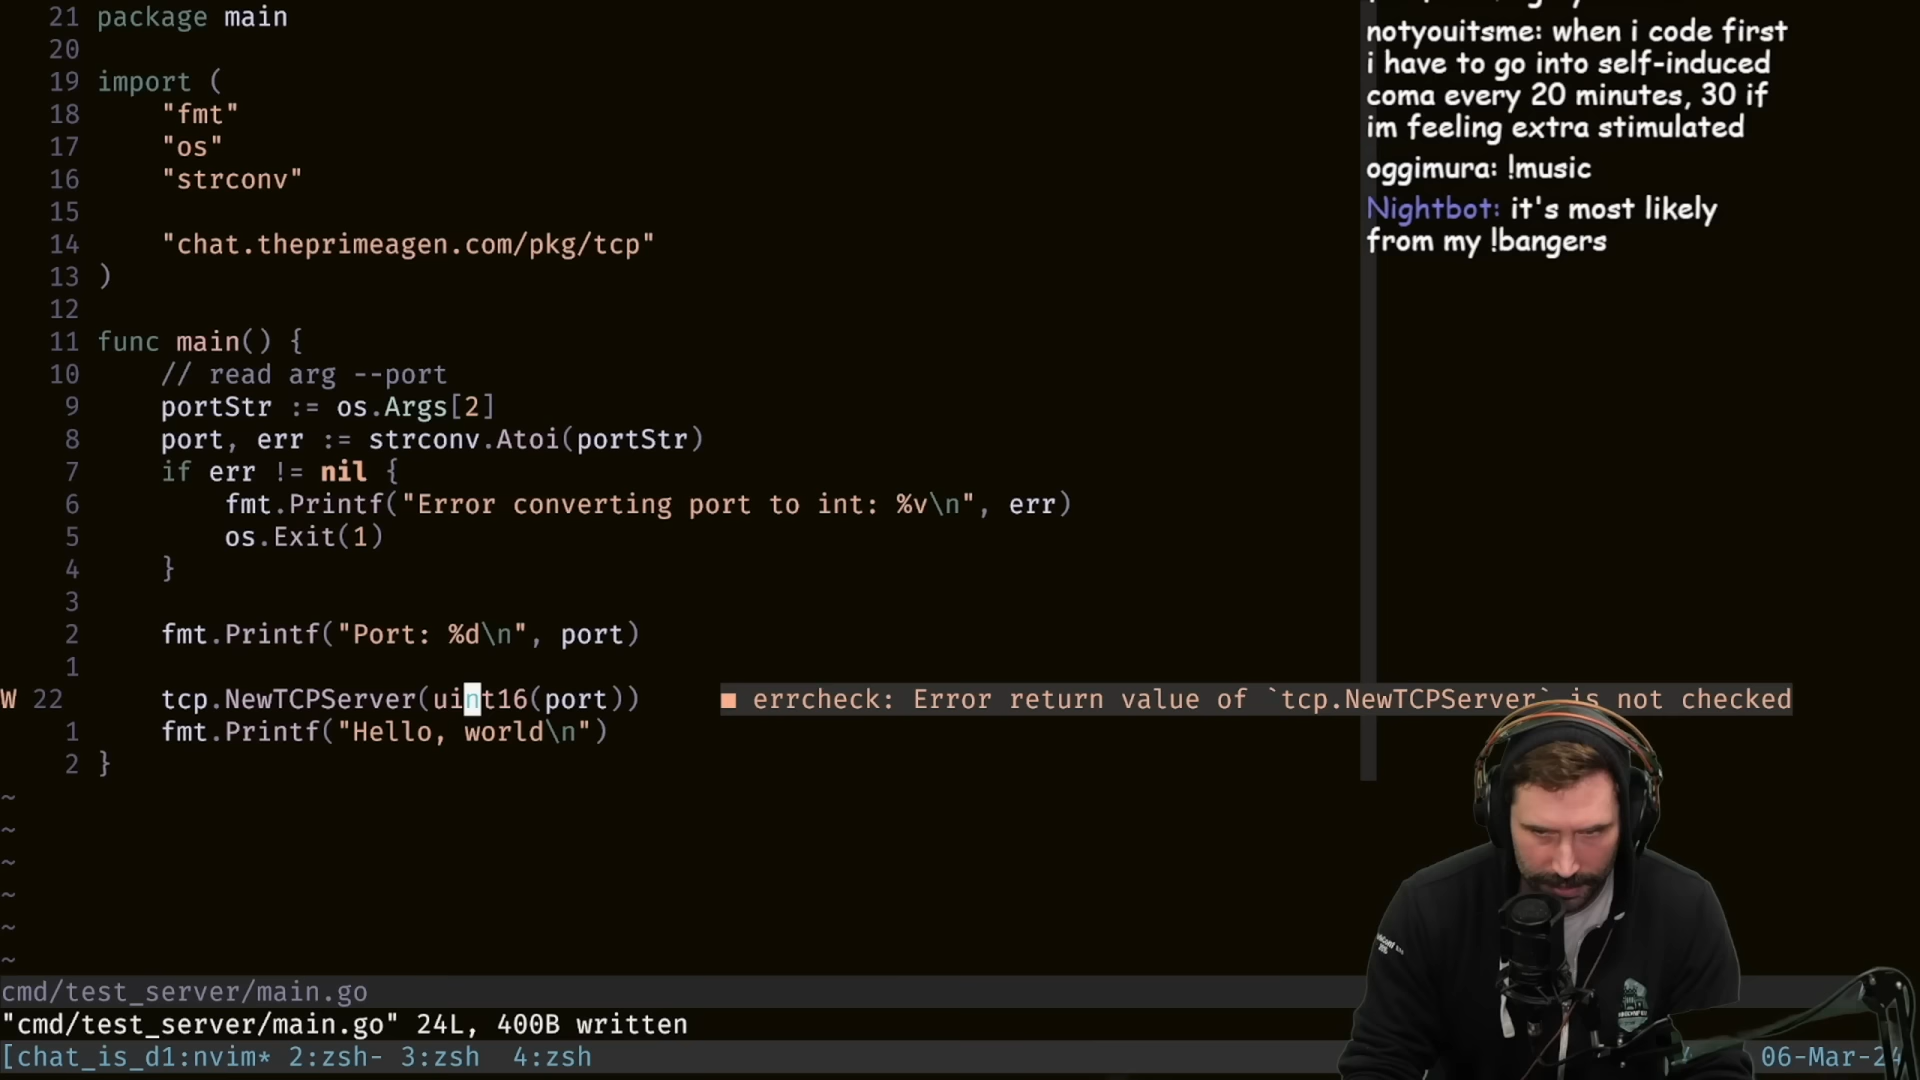 21 package main
20
19 import (
18 "fmt"
17 "os"
16 "strconv"
15
14 "chat.theprimeagen.com/pkg/tcp"
13 )
12
11 func main() {
10 // read arg --port
9 portStr := os.Args[2]
8 port, err := strconv.Atoi(portStr)
7 if err != nil {
6 fmt.Printf("Error converting port to int: %v\n", err)
5 os.Exit(1)
4 }
3
2 fmt.Printf("Port: %d\n", port)
1
W 22 tcp.NewTCPServer(uint16(port)) ■ errcheck: Error return value of `tcp.NewTCPServer` is not checked
1 fmt.Printf("Hello, world\n")
2 }
~
~
~
~
~
~
cmd/test_server/main.go
"cmd/test_server/main.go" 24L, 400B written
[chat_is_d1:nvim* 2:zsh- 3:zsh 4:zsh
06-Mar-24
notyouitsme: when i code first
i have to go into self-induced
coma every 20 minutes, 30 if
im feeling extra stimulated
oggimura: !music
Nightbot: it's most likely
from my !bangers